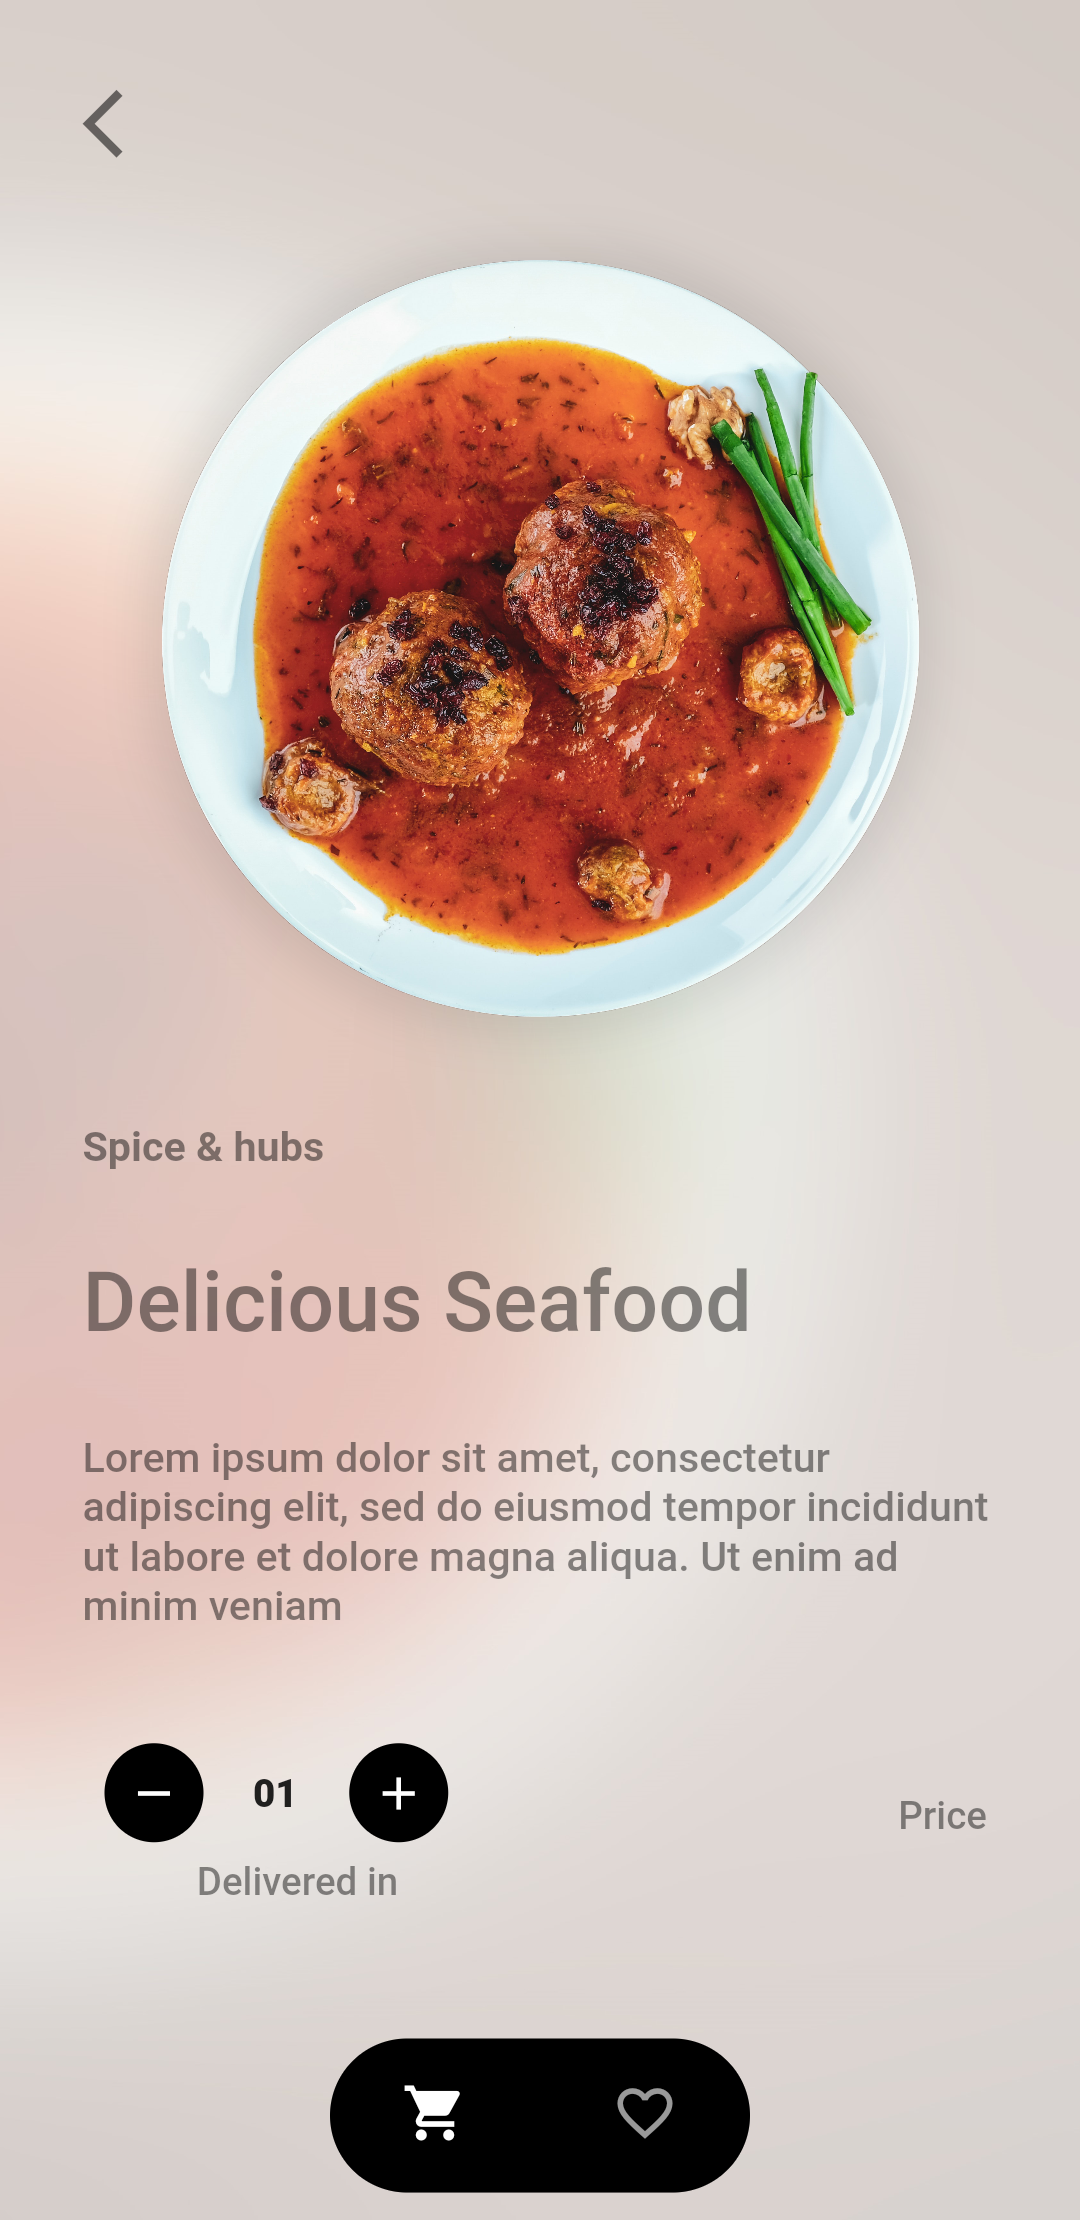 Spice & hubs
Delicious Seafood
Lorem ipsum dolor sit amet, consectetur
adipiscing elit, sed do eiusmod tempor incididunt
ut labore et dolore magna aliqua. Ut enim ad
minim veniam
01
Price
Delivered in